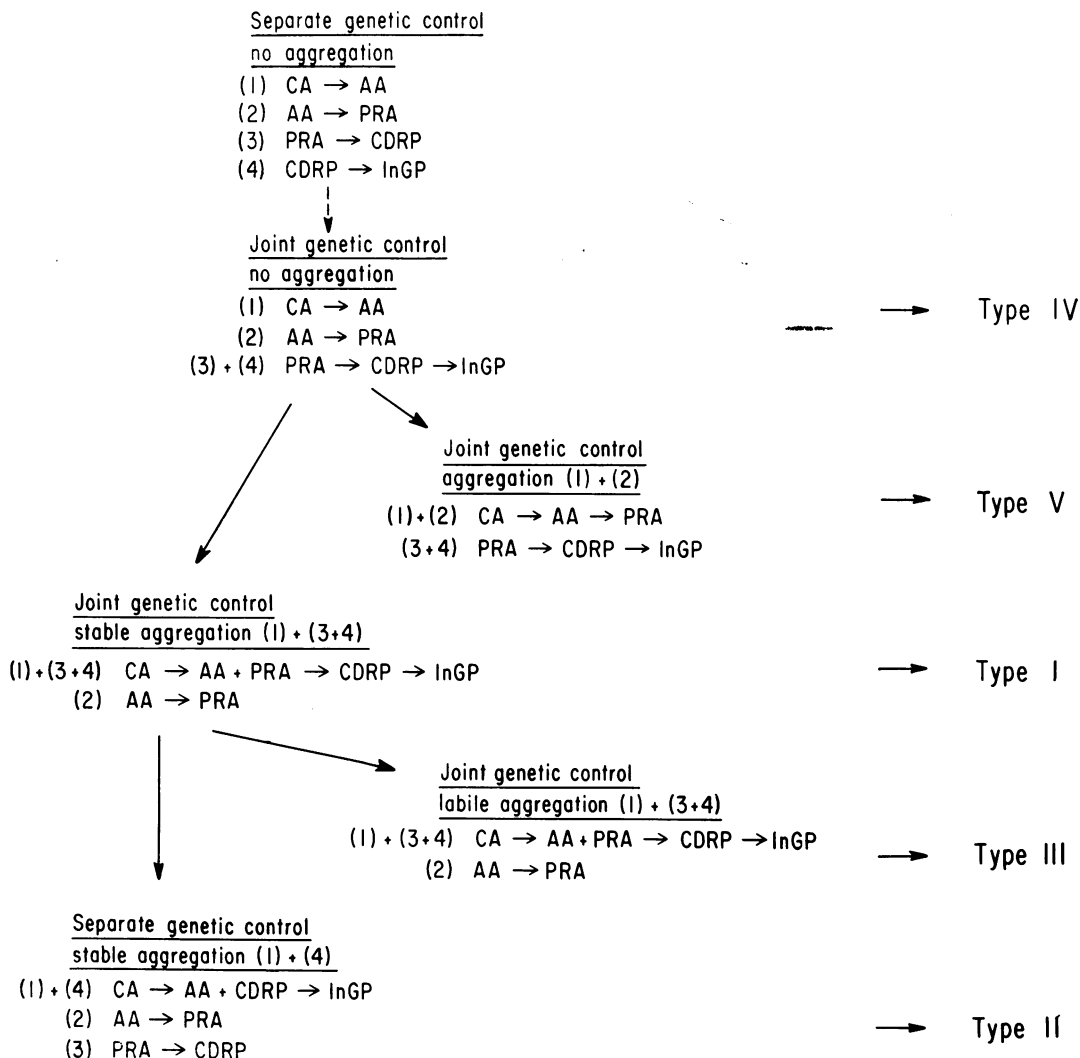 Separate genetic control
no aggregation
(1) CA → AA
(2) AA → PRA
(3) PRA → CDRP
(4) CDRP → InGP
Joint genetic control
no aggregation
(1) CA → AA
(2) AA → PRA
(3) + (4) PRA → CDRP → InGP
Type IV
Joint genetic control
aggregation (1) + (2)
(1) + (2) CA → AA → PRA
(3+4) PRA → CDRP → InGP
Type V
Joint genetic control
stable aggregation (1) + (3+4)
(1) + (3+4) CA → AA + PRA → CDRP → InGP
(2) AA → PRA
Type I
Joint genetic control
labile aggregation (1) + (3+4)
(1) + (3+4) CA → AA + PRA → CDRP → InGP
(2) AA → PRA
Type III
Separate genetic control
stable aggregation (1) + (4)
(1) + (4) CA → AA + CDRP → InGP
(2) AA → PRA
(3) PRA → CDRP
Type II